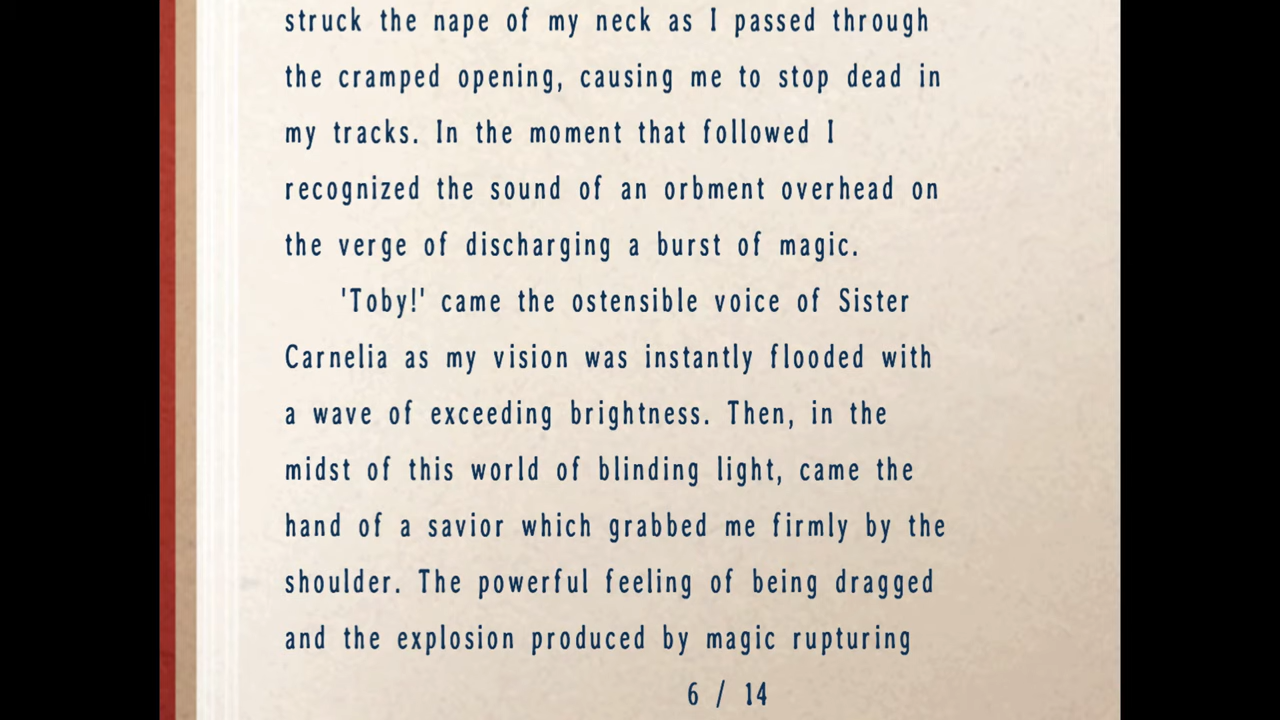 struck the nape of my neck as I passed through
the cramped opening, causing me to stop dead in
my tracks. In the moment that followed I
recognized the sound of an orbment overhead on
the verge of discharging a burst of magic.
'Toby!' came the ostensible voice of Sister
Carnelia as my vision was instantly flooded with
a wave of exceeding brightness. Then, in the
midst of this world of blinding light, came the
hand of a savior which grabbed me firmly by the
shoulder. The powerful feeling of being dragged
and the explosion produced by magic rupturing
6 / 14